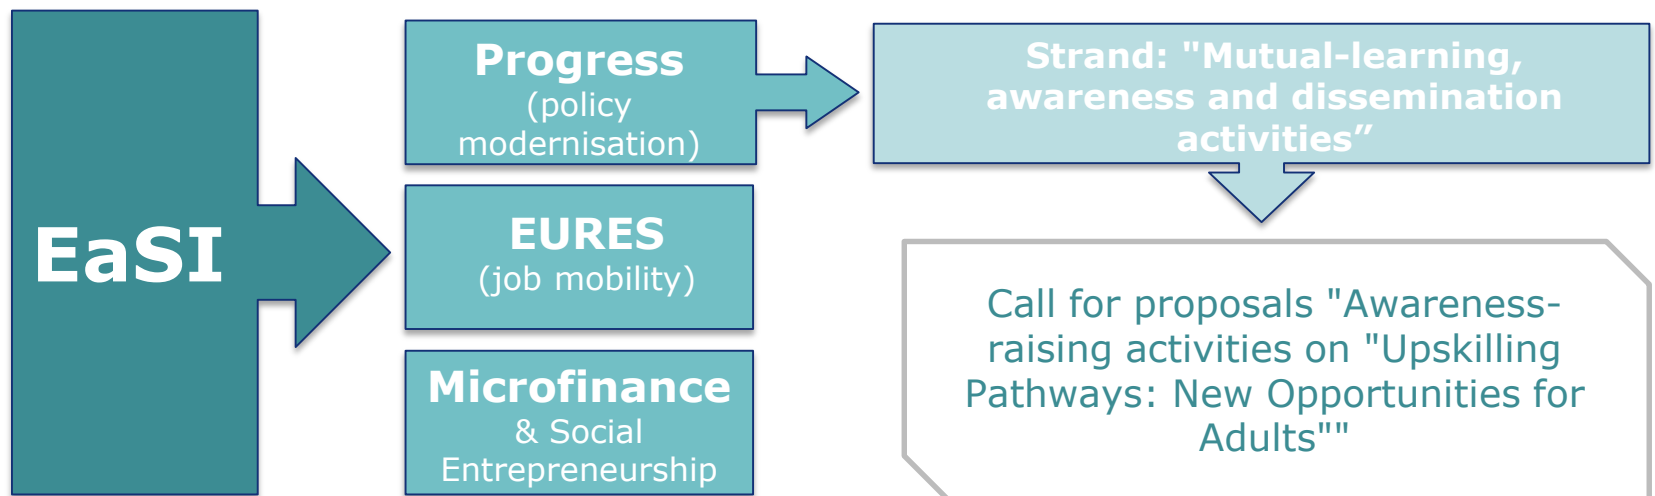 EaSI
Progress
(policy
modernisation)
EURES
(job mobility)
Microfinance
& Social
Entrepreneurship
Strand: "Mutual-learning,
awareness and dissemination
activities”
Call for proposals "Awareness-
raising activities on "Upskilling
Pathways: New Opportunities for
Adults""